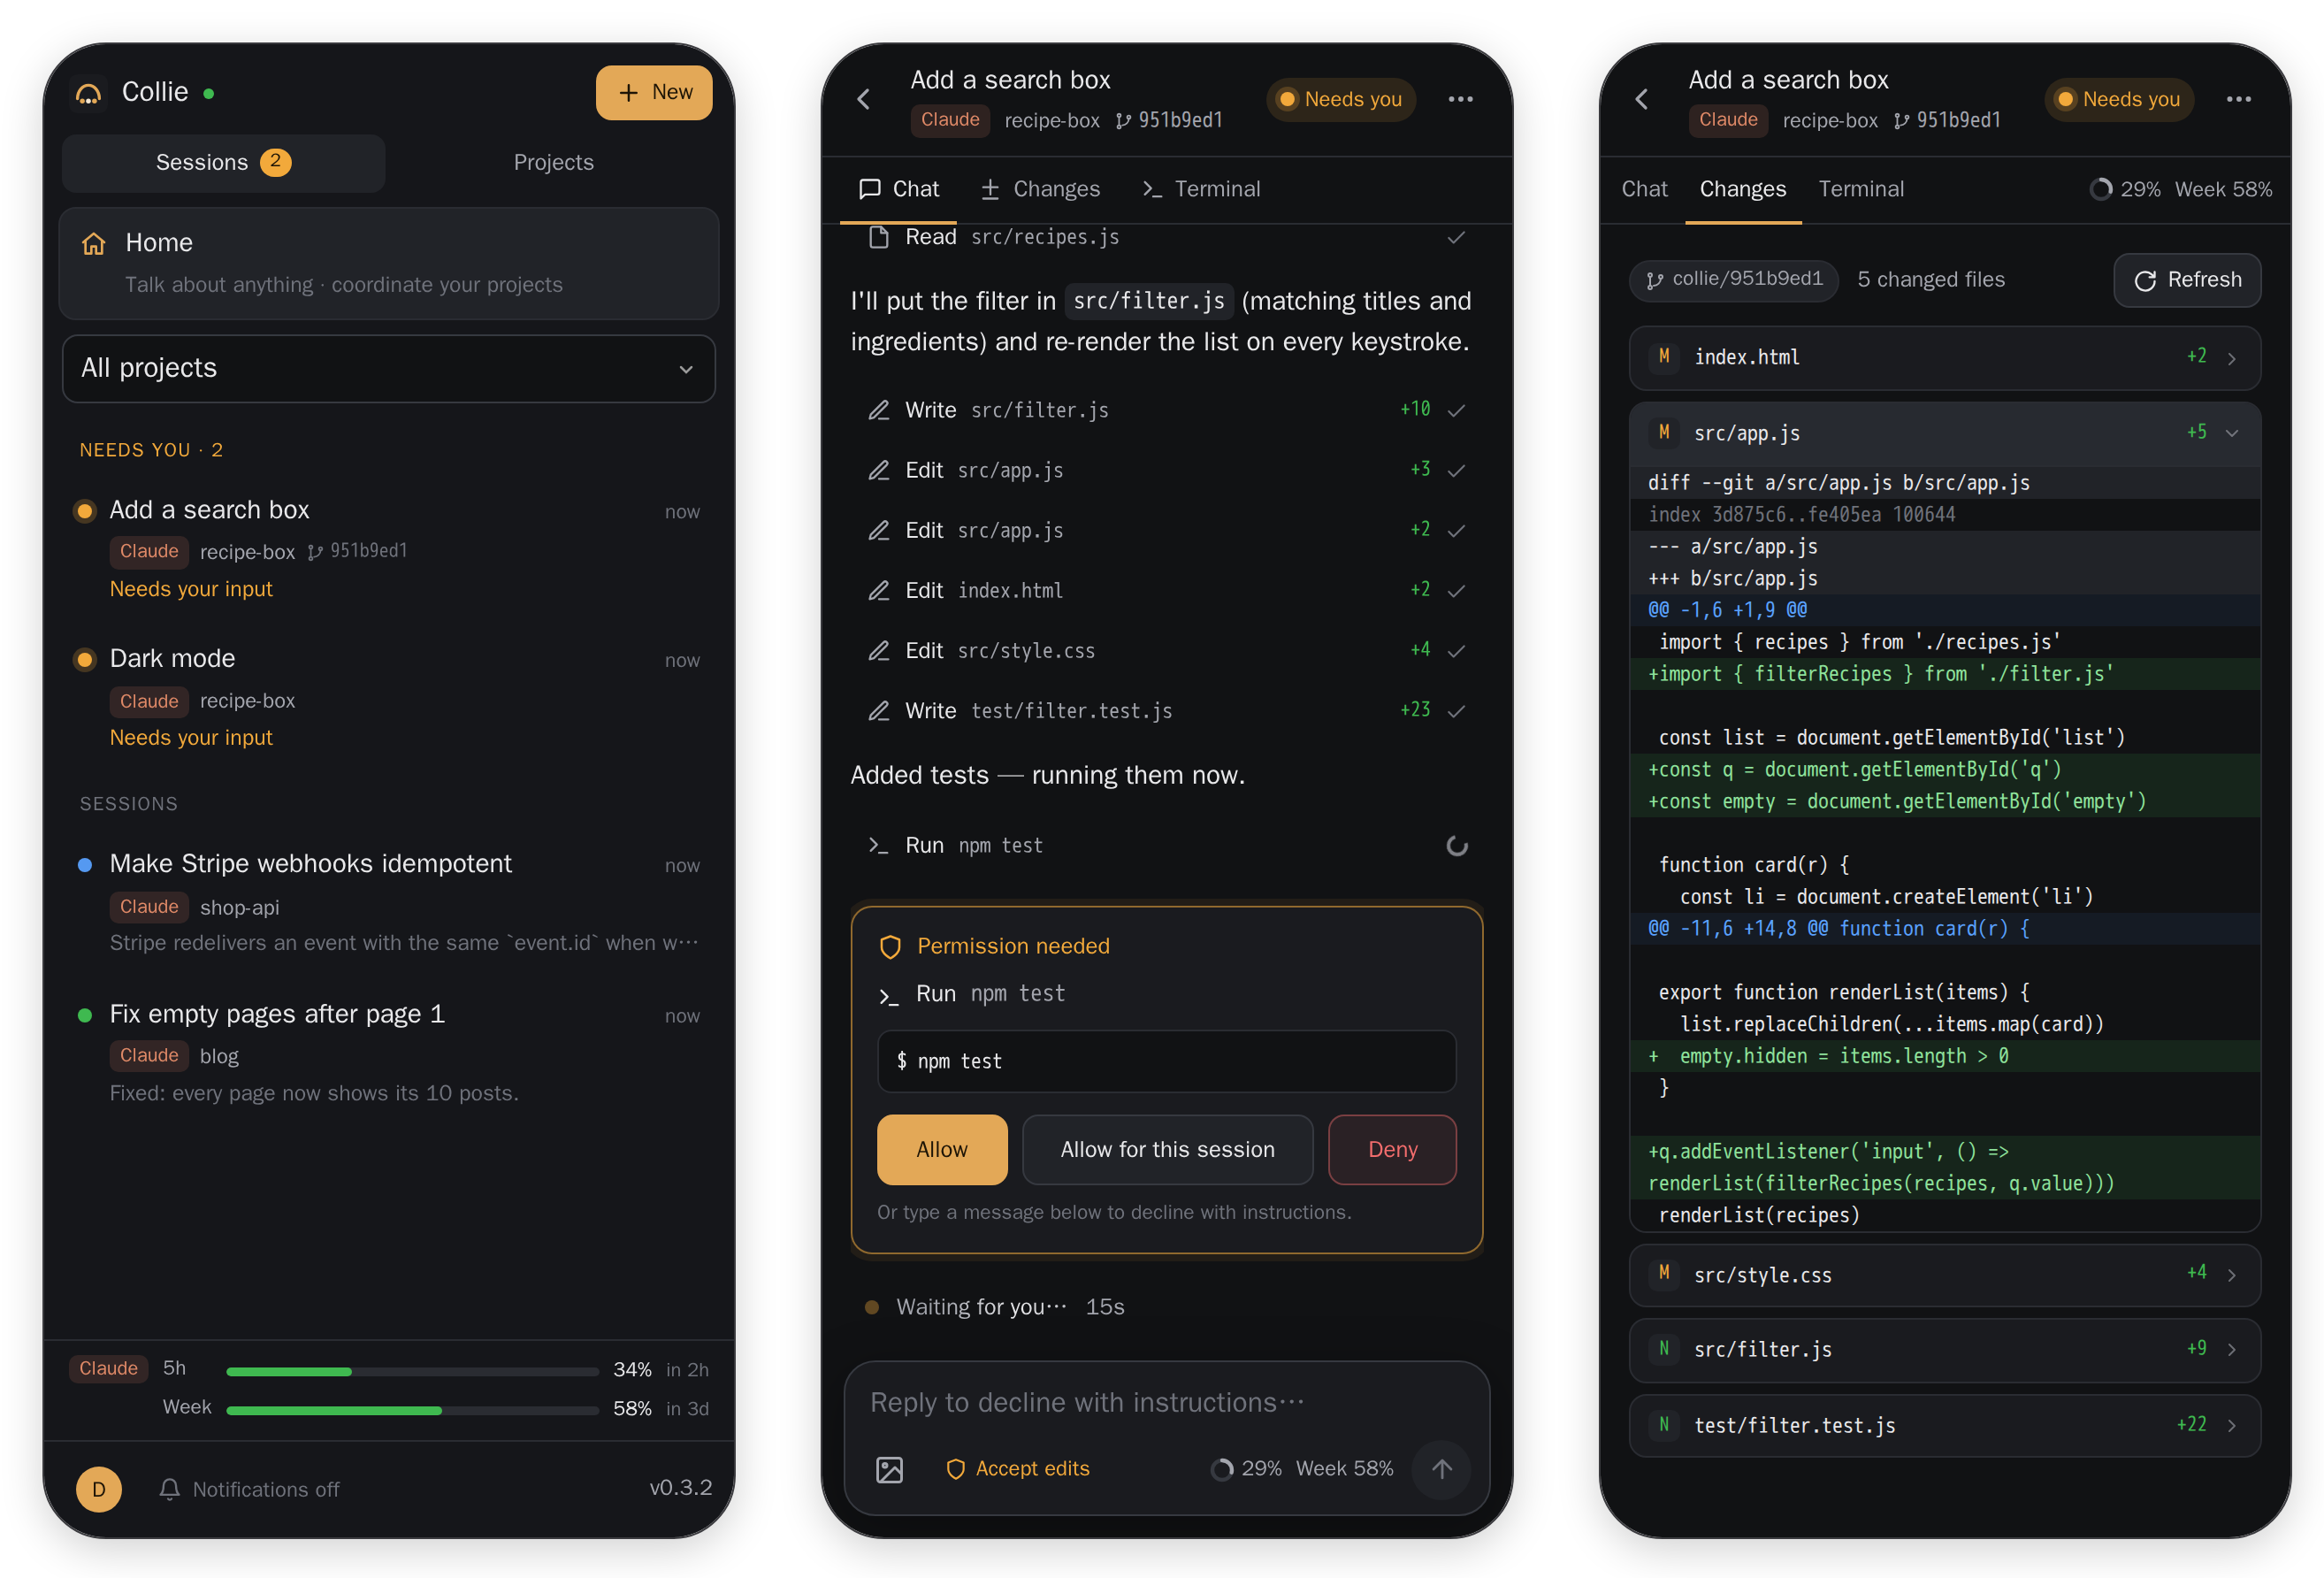 Collie
New
Sessions 2
Projects
Home
Talk about anything · coordinate your projects
All projects
NEEDS YOU · 2
Add a search box now
Claude recipe-box 951b9ed1
Needs your input
Dark mode now
Claude recipe-box
Needs your input
SESSIONS
Make Stripe webhooks idempotent now
Claude shop-api
Stripe redelivers an event with the same `event.id` when w···
Fix empty pages after page 1 now
Claude blog
Fixed: every page now shows its 10 posts.
Claude 5h 34% in 2h
Week 58% in 3d
D Notifications off v0.3.2
Add a search box
Claude recipe-box 951b9ed1
Needs you
Chat Changes Terminal
Read src/recipes.js
I'll put the filter in src/filter.js (matching titles and
ingredients) and re-render the list on every keystroke.
Write src/filter.js +10
Edit src/app.js +3
Edit src/app.js +2
Edit index.html +2
Edit src/style.css +4
Write test/filter.test.js +23
Added tests — running them now.
Run npm test
Permission needed
Run npm test
$ npm test
Allow
Allow for this session
Deny
Or type a message below to decline with instructions.
Waiting for you··· 15s
Reply to decline with instructions···
Accept edits 29% Week 58%
Add a search box
Claude recipe-box 951b9ed1
Needs you
Chat Changes Terminal 29% Week 58%
collie/951b9ed1 5 changed files Refresh
M index.html +2
M src/app.js +5
diff --git a/src/app.js b/src/app.js
index 3d875c6..fe405ea 100644
--- a/src/app.js
+++ b/src/app.js
@@ -1,6 +1,9 @@
import { recipes } from './recipes.js'
+import { filterRecipes } from './filter.js'
const list = document.getElementById('list')
+const q = document.getElementById('q')
+const empty = document.getElementById('empty')
function card(r) {
const li = document.createElement('li')
@@ -11,6 +14,8 @@ function card(r) {
export function renderList(items) {
list.replaceChildren(...items.map(card))
+ empty.hidden = items.length > 0
}
+q.addEventListener('input', () =>
renderList(filterRecipes(recipes, q.value)))
renderList(recipes)
M src/style.css +4
N src/filter.js +9
N test/filter.test.js +22